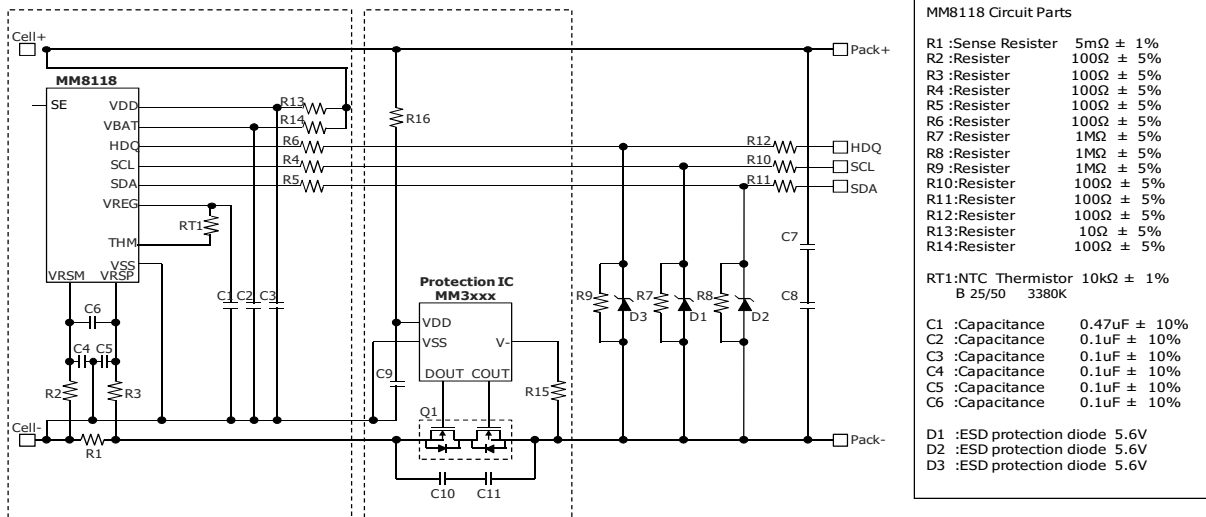 Cell+
Pack+
MM8118
SE
VDD
VBAT
HDQ
SCL
SDA
VREG
THM
VSS
VRSM
VRSP
R13
R14
R6
R4
R5
R16
R12
R10
R11
HDQ
SCL
SDA
RT1
C1
C2
C3
C6
C4
C5
R2
R3
Cell-
R1
Protection IC
MM3xxx
VDD
VSS
V-
DOUT
COUT
C9
R15
Q1
C10
C11
R9
D3
R7
D1
R8
D2
C7
C8
Pack-
MM8118 Circuit Parts
R1 :Sense Resister 5mΩ ± 1%
R2 :Resister 100Ω ± 5%
R3 :Resister 100Ω ± 5%
R4 :Resister 100Ω ± 5%
R5 :Resister 100Ω ± 5%
R6 :Resister 100Ω ± 5%
R7 :Resister 1MΩ ± 5%
R8 :Resister 1MΩ ± 5%
R9 :Resister 1MΩ ± 5%
R10:Resister 100Ω ± 5%
R11:Resister 100Ω ± 5%
R12:Resister 100Ω ± 5%
R13:Resister 10Ω ± 5%
R14:Resister 100Ω ± 5%
RT1:NTC Thermistor 10kΩ ± 1%
B 25/50 3380K
C1 :Capacitance 0.47uF ± 10%
C2 :Capacitance 0.1uF ± 10%
C3 :Capacitance 0.1uF ± 10%
C4 :Capacitance 0.1uF ± 10%
C5 :Capacitance 0.1uF ± 10%
C6 :Capacitance 0.1uF ± 10%
D1 :ESD protection diode 5.6V
D2 :ESD protection diode 5.6V
D3 :ESD protection diode 5.6V